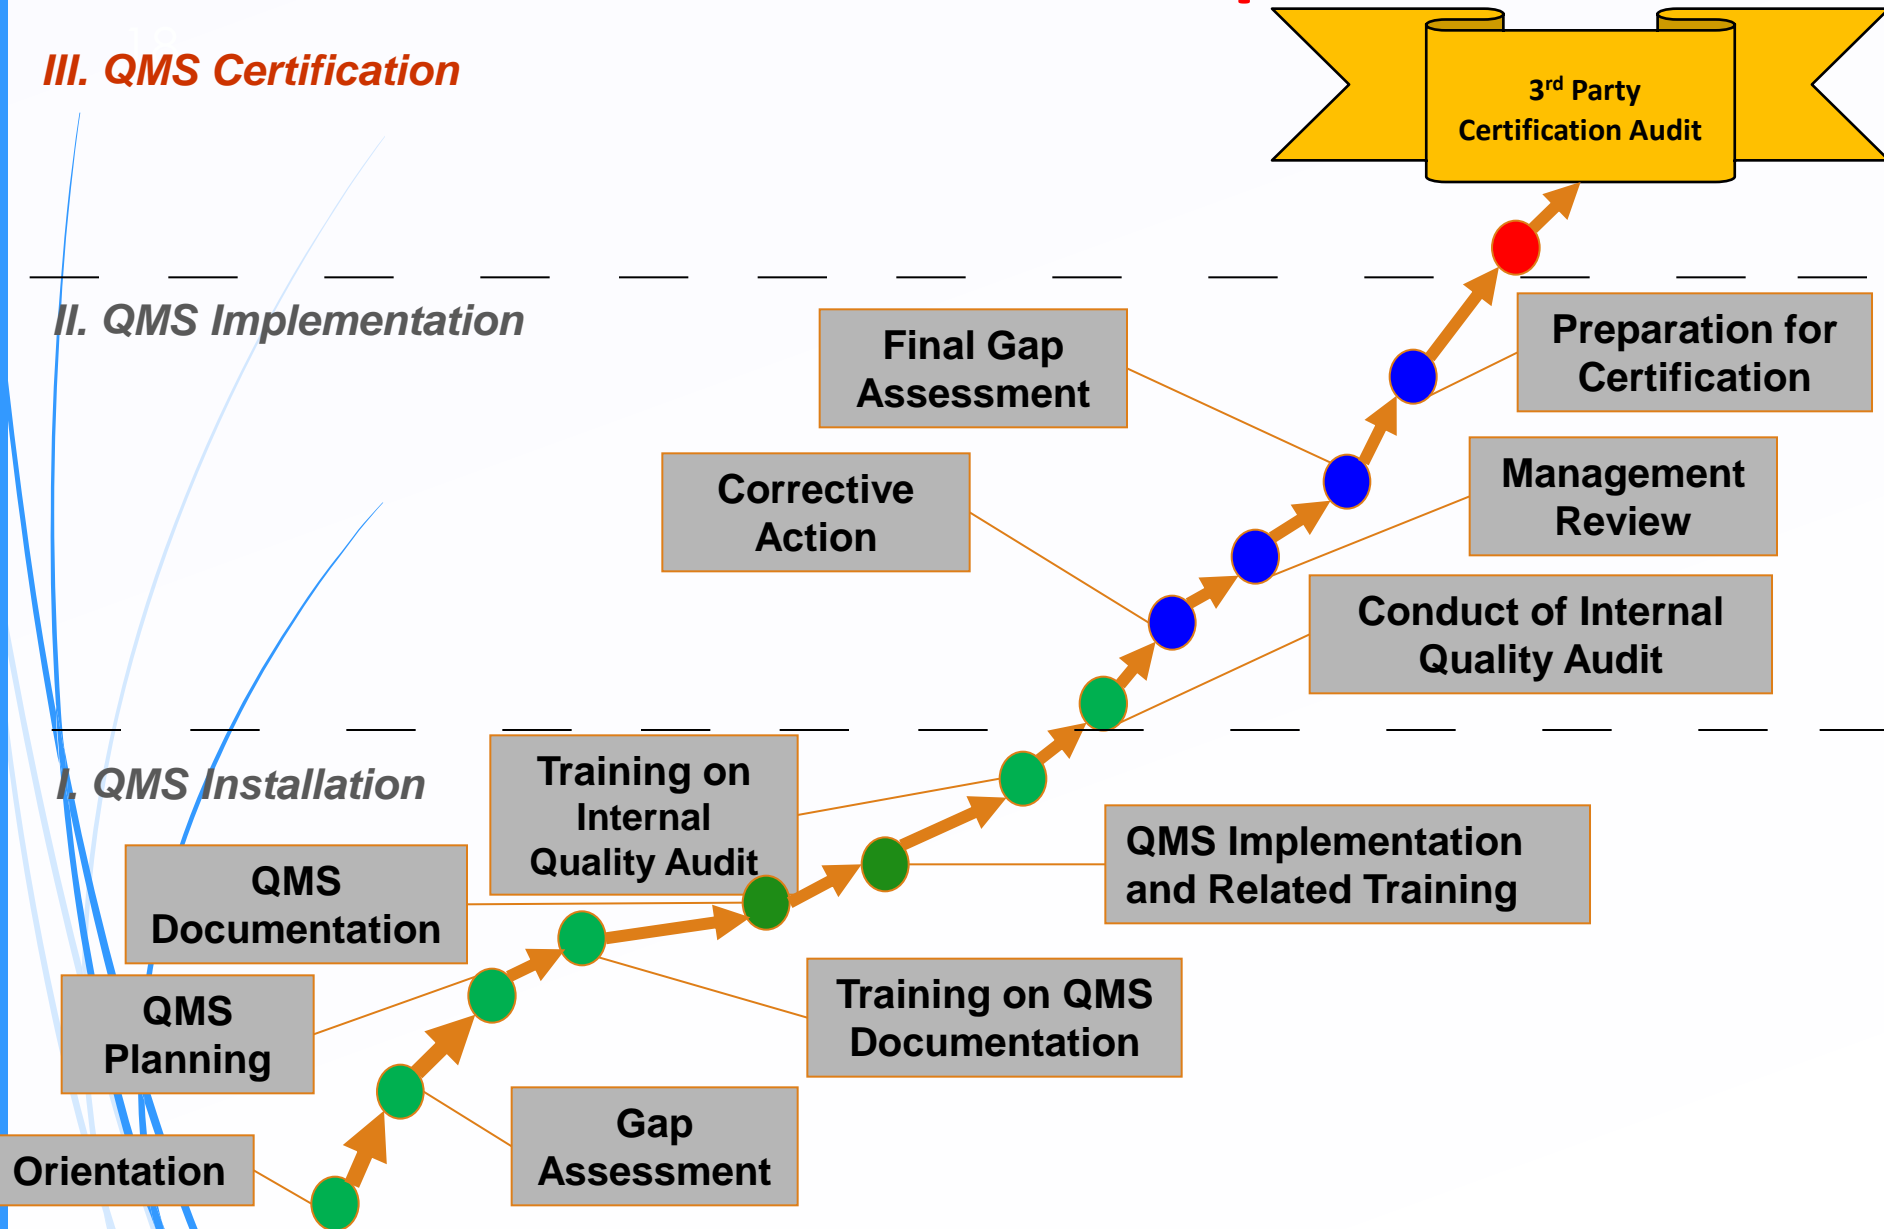 18
III. QMS Certification
3rd Party
Certification Audit
II. QMS Implementation
Final Gap
Assessment
Preparation for
Certification
Corrective
Action
Management
Review
Conduct of Internal
Quality Audit
I. QMS Installation
Training on
Internal
Quality Audit
QMS Implementation
and Related Training
QMS
Documentation
Training on QMS
Documentation
QMS
Planning
Gap
Assessment
Orientation